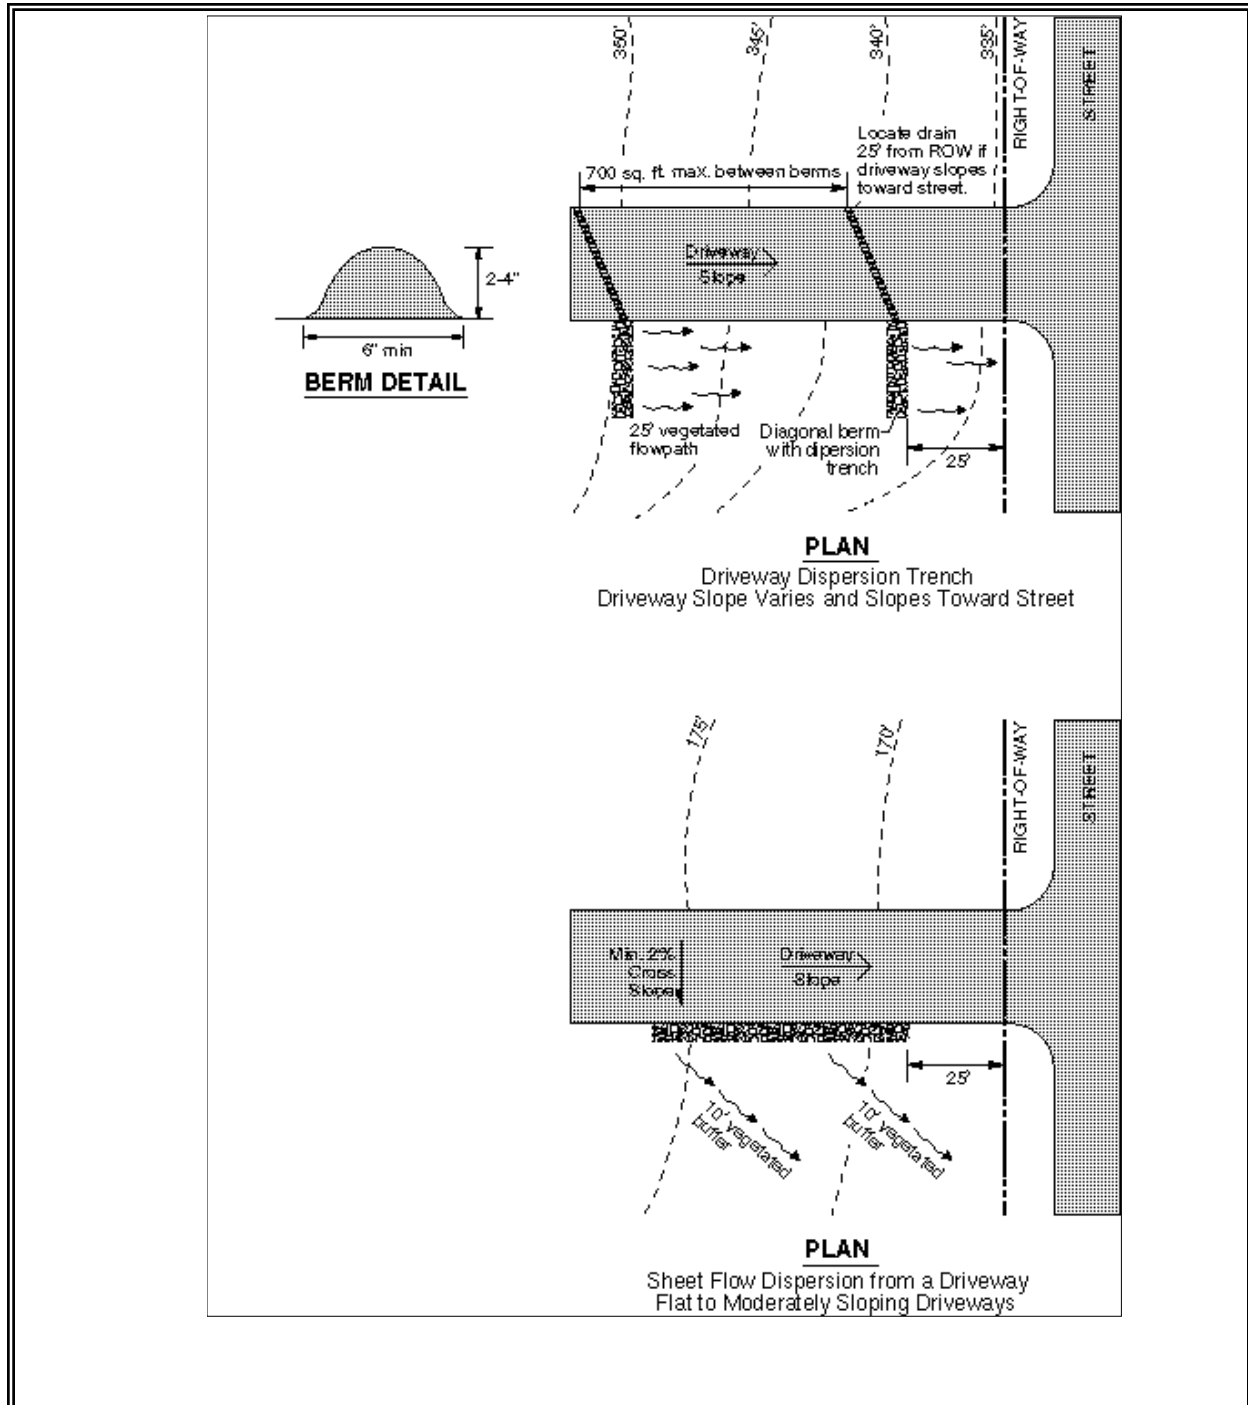 350'
345'
340'
335'
RIGHT-OF-WAY
STREET
Locate drain
25' from ROW if
driveway slopes
toward street.
700 sq. ft. max. between berms
Driveway
Slope
2-4"
6" min
BERM DETAIL
25' vegetated
flowpath
Diagonal berm
with dipersion
trench
25'
PLAN
Driveway Dispersion Trench
Driveway Slope Varies and Slopes Toward Street
175'
170'
RIGHT-OF-WAY
STREET
Min. 2%
Cross
Slope
Driveway
Slope
25'
10' vegetated
buffer
10' vegetated
buffer
PLAN
Sheet Flow Dispersion from a Driveway
Flat to Moderately Sloping Driveways